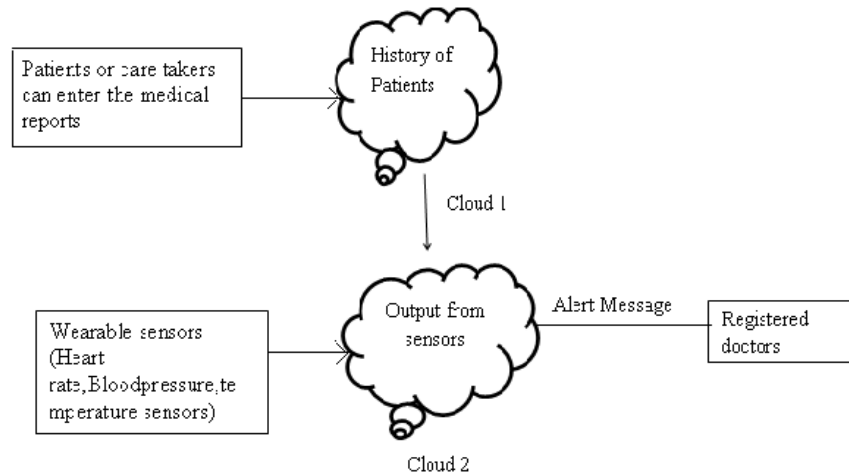 History of
Patients
Patients or care takers
can enter the medical
reports
Cloud 1
Output from
sensors
Alert Message
Registered
doctors
Wearable sensors
(Heart
rate,Bloodpressure,te
mperature sensors)
Cloud 2